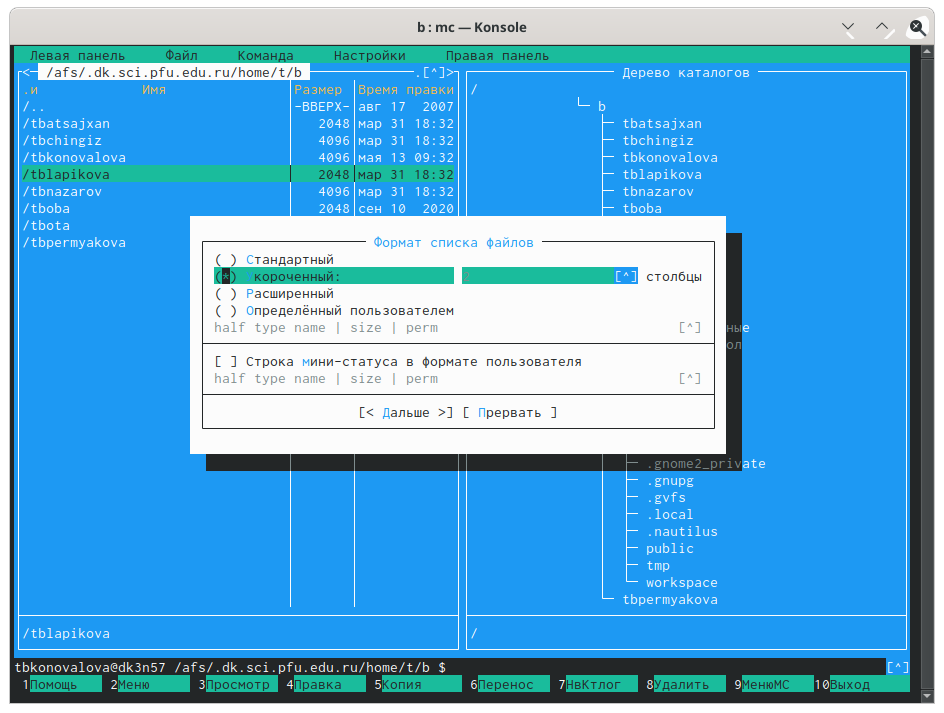 b : mc — Konsole
Левая панель Файл Команда Настройки Правая панель
<─ /afs/.dk.sci.pfu.edu.ru/home/t/b .[^]> Дерево каталогов
.и Имя Размер Время правки /
/.. -ВВЕРХ- авг 17 2007 b
/tbatsajxan 2048 мар 31 18:32 tbatsajxan
/tbchingiz 4096 мар 31 18:32 tbchingiz
/tbkonovalova 4096 мая 13 09:32 tbkonovalova
/tblapikova 2048 мар 31 18:32 tblapikova
/tbnazarov 4096 мар 31 18:32 tbnazarov
/tboba 2048 сен 10 2020 tboba
/tbota
/tbpermyakova Формат списка файлов
( ) Стандартный
(*) Укороченный: [^] столбцы
( ) Расширенный
( ) Определённый пользователем
half type name | size | perm [^] ные
ол
[ ] Строка мини-статуса в формате пользователя
half type name | size | perm [^]
[< Дальше >] [ Прервать ]
.gnome2_private
.gnupg
.gvfs
.local
.nautilus
public
tmp
workspace
tbpermyakova
/tblapikova /
tbkonovalova@dk3n57 /afs/.dk.sci.pfu.edu.ru/home/t/b $ [^]
1Помощь 2Меню 3Просмотр 4Правка 5Копия 6Перенос 7НвКтлог 8Удалить 9МенюMC 10Выход